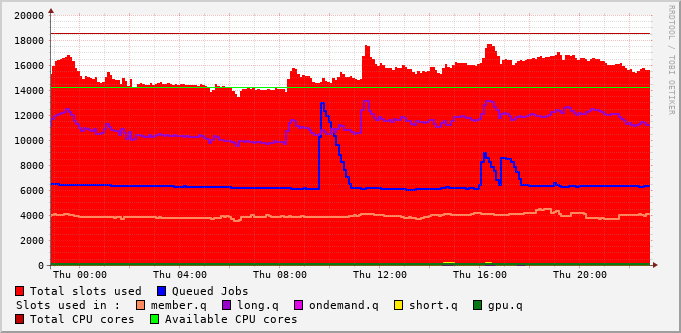 20000
18000
16000
14000
12000
10000
8000
6000
4000
2000
0
Thu 00:00 Thu 04:00 Thu 08:00 Thu 12:00 Thu 16:00 Thu 20:00
RRDTOOL / TOBI OETIKER
Total slots used Queued Jobs
Slots used in : member.q long.q ondemand.q short.q gpu.q
Total CPU cores Available CPU cores